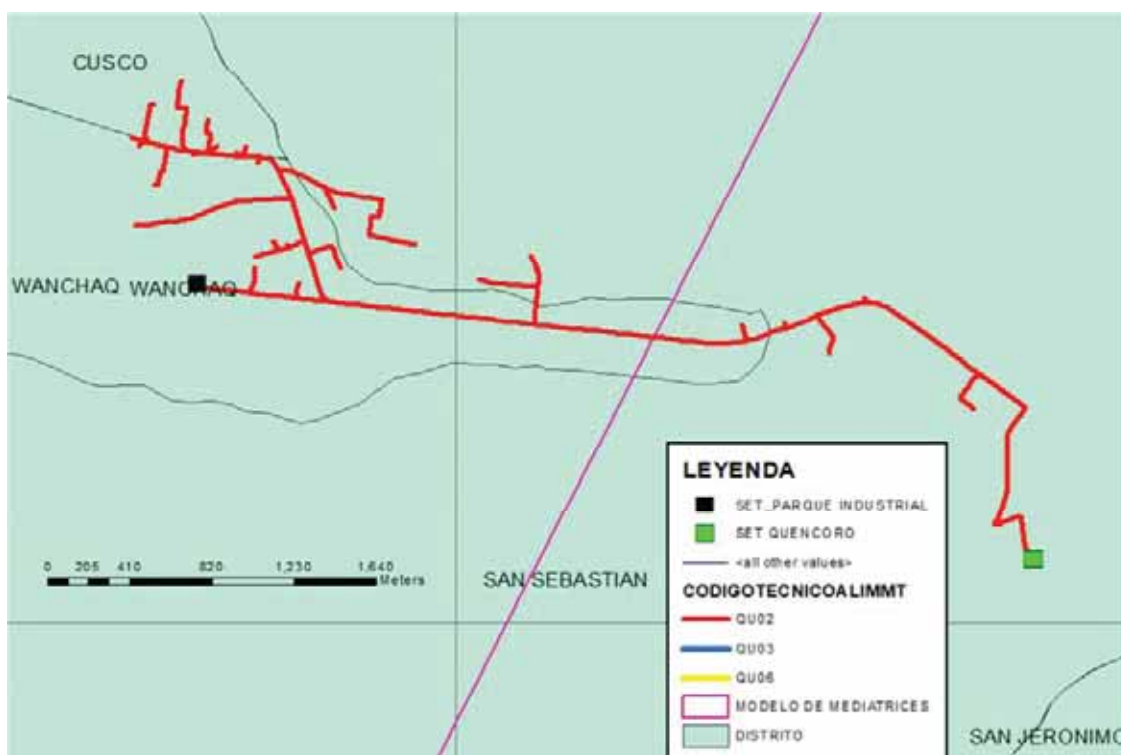 CUSCO
WANCHAQ WANCHAQ
0 205 410 820 1,230 1,640
Meters
SAN SEBASTIAN
LEYENDA
SET_PARQUE INDUSTRIAL
SET QUENCORO
<all other values>
CODIGOTECNICOALIMMT
QU02
QU03
QU06
MODELO DE MEDIATRICES
DISTRITO
SAN JERONIMO